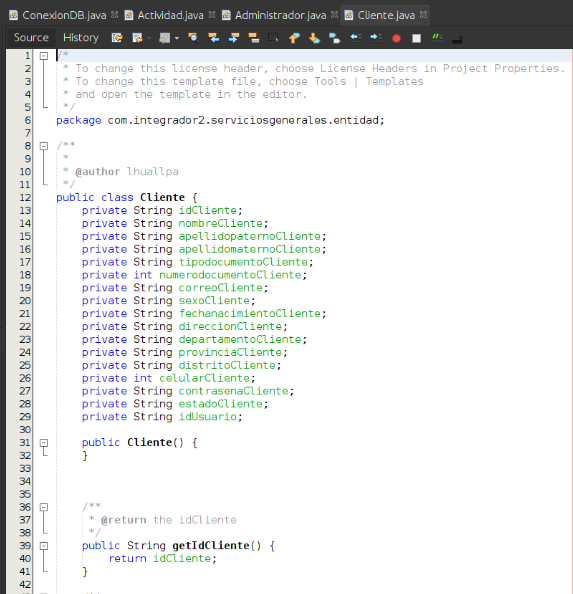 ConexionDB.java Actividad.java Administrador.java Cliente.java
Source History
1 /*
2 * To change this license header, choose License Headers in Project Properties.
3 * To change this template file, choose Tools | Templates
4 * and open the template in the editor.
5 */
6 package com.integrador2.serviciosgenerales.entidad;
7
8 /**
9 *
10 * @author lhuallpa
11 */
12 public class Cliente {
13 private String idCliente;
14 private String nombreCliente;
15 private String apellidopaternoCliente;
16 private String apellidomaternoCliente;
17 private String tipodocumentoCliente;
18 private int numerodocumentoCliente;
19 private String correoCliente;
20 private String sexoCliente;
21 private String fechanacimientoCliente;
22 private String direccionCliente;
23 private String departamentoCliente;
24 private String provinciaCliente;
25 private String distritoCliente;
26 private int celularCliente;
27 private String contrasenaCliente;
28 private String estadoCliente;
29 private String idUsuario;
30
31 public Cliente() {
32 }
33
34
35
36 /**
37 * @return the idCliente
38 */
39 public String getIdCliente() {
40 return idCliente;
41 }
42